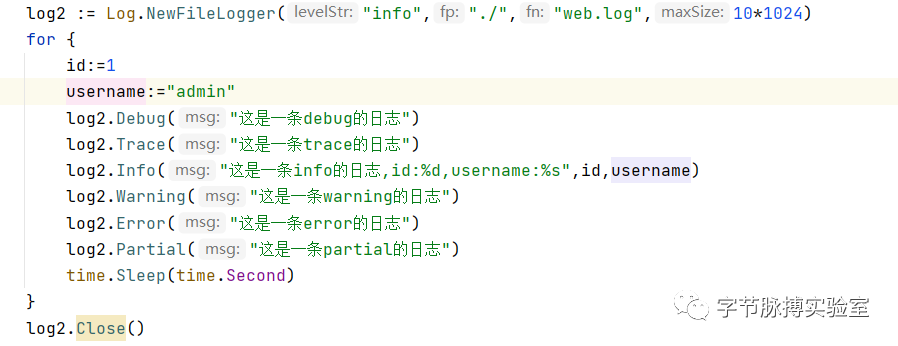 log2 := Log.NewFileLogger( levelStr: "info", fp: "./", fn: "web.log", maxSize: 10*1024)
for {
id:=1
username:="admin"
log2.Debug( msg: "这是一条debug的日志")
log2.Trace( msg: "这是一条trace的日志")
log2.Info( msg: "这是一条info的日志,id:%d,username:%s",id,username)
log2.Warning( msg: "这是一条warning的日志")
log2.Error( msg: "这是一条error的日志")
log2.Partial( msg: "这是一条partial的日志")
time.Sleep(time.Second)
}
log2.Close()
字节脉搏实验室